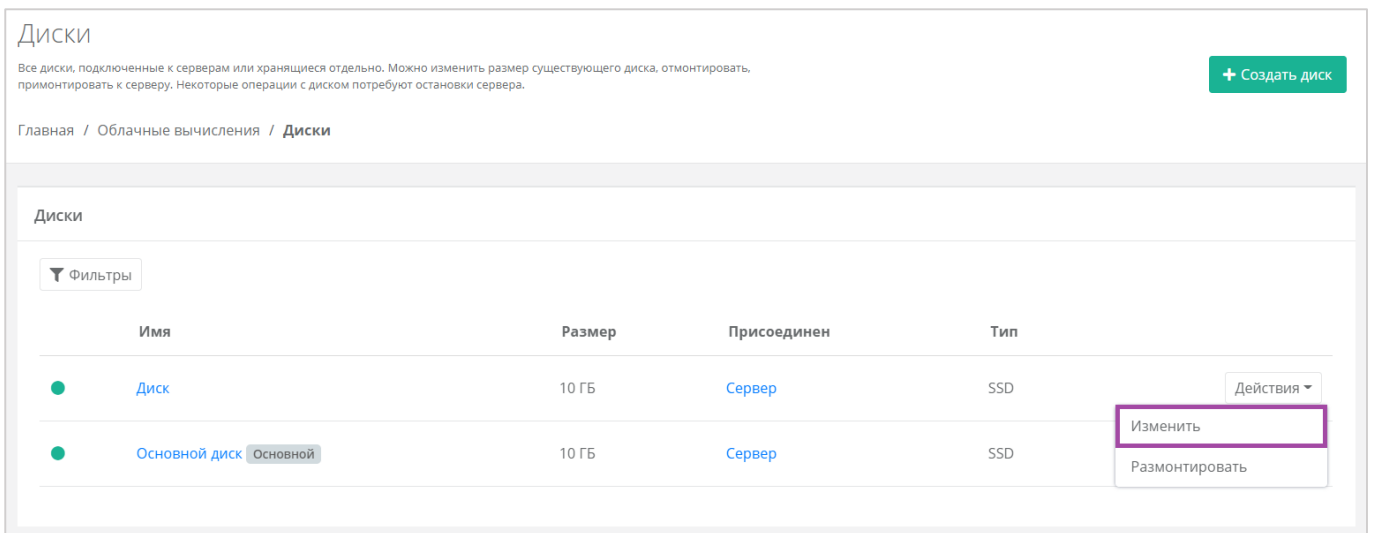 Диски
Все диски, подключенные к серверам или хранящиеся отдельно. Можно изменить размер существующего диска, отмонтировать,
примонтировать к серверу. Некоторые операции с диском потребуют остановки сервера.
+ Создать диск
Главная / Облачные вычисления / Диски
Диски
Фильтры
Имя Размер Присоединен Тип
Диск 10 ГБ Сервер SSD Действия
Изменить
Основной диск Основной 10 ГБ Сервер SSD
Размонтировать